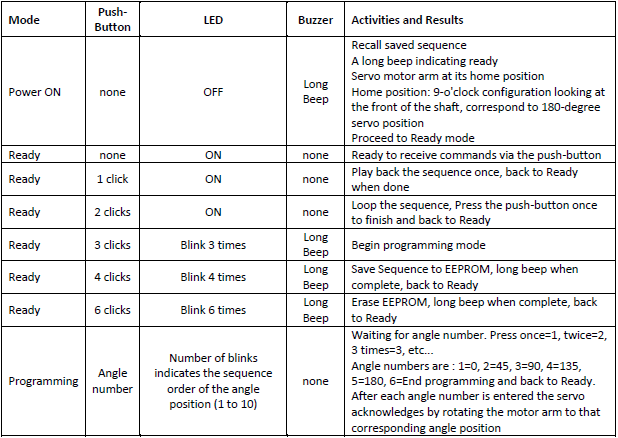 Mode Push-Button LED Buzzer Activities and Results
Power ON none OFF Long Beep
Recall saved sequence
A long beep indicating ready
Servo motor arm at its home position
Home position: 9-o'clock configuration looking at
the front of the shaft, correspond to 180-degree
servo position
Proceed to Ready mode
Ready none ON none Ready to receive commands via the push-button
Ready 1 click ON none Play back the sequence once, back to Ready
when done
Ready 2 clicks ON none Loop the sequence, Press the push-button once
to finish and back to Ready
Ready 3 clicks Blink 3 times Long Beep Begin programming mode
Ready 4 clicks Blink 4 times Long Beep Save Sequence to EEPROM, long beep when
complete, back to Ready
Ready 6 clicks Blink 6 times Long Beep Erase EEPROM, long beep when complete, back
to Ready
Programming Angle number
Number of blinks
indicates the sequence
order of the angle
position (1 to 10)
none
Waiting for angle number. Press once=1, twice=2,
3 times=3, etc...
Angle numbers are : 1=0, 2=45, 3=90, 4=135,
5=180, 6=End programming and back to Ready.
After each angle number is entered the servo
acknowledges by rotating the motor arm to that
corresponding angle position